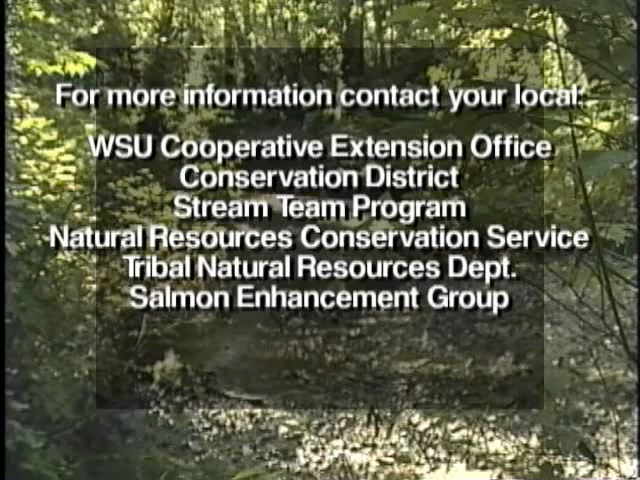 For more information contact your local:
WSU Cooperative Extension Office
Conservation District
Stream Team Program
Natural Resources Conservation Service
Tribal Natural Resources Dept.
Salmon Enhancement Group